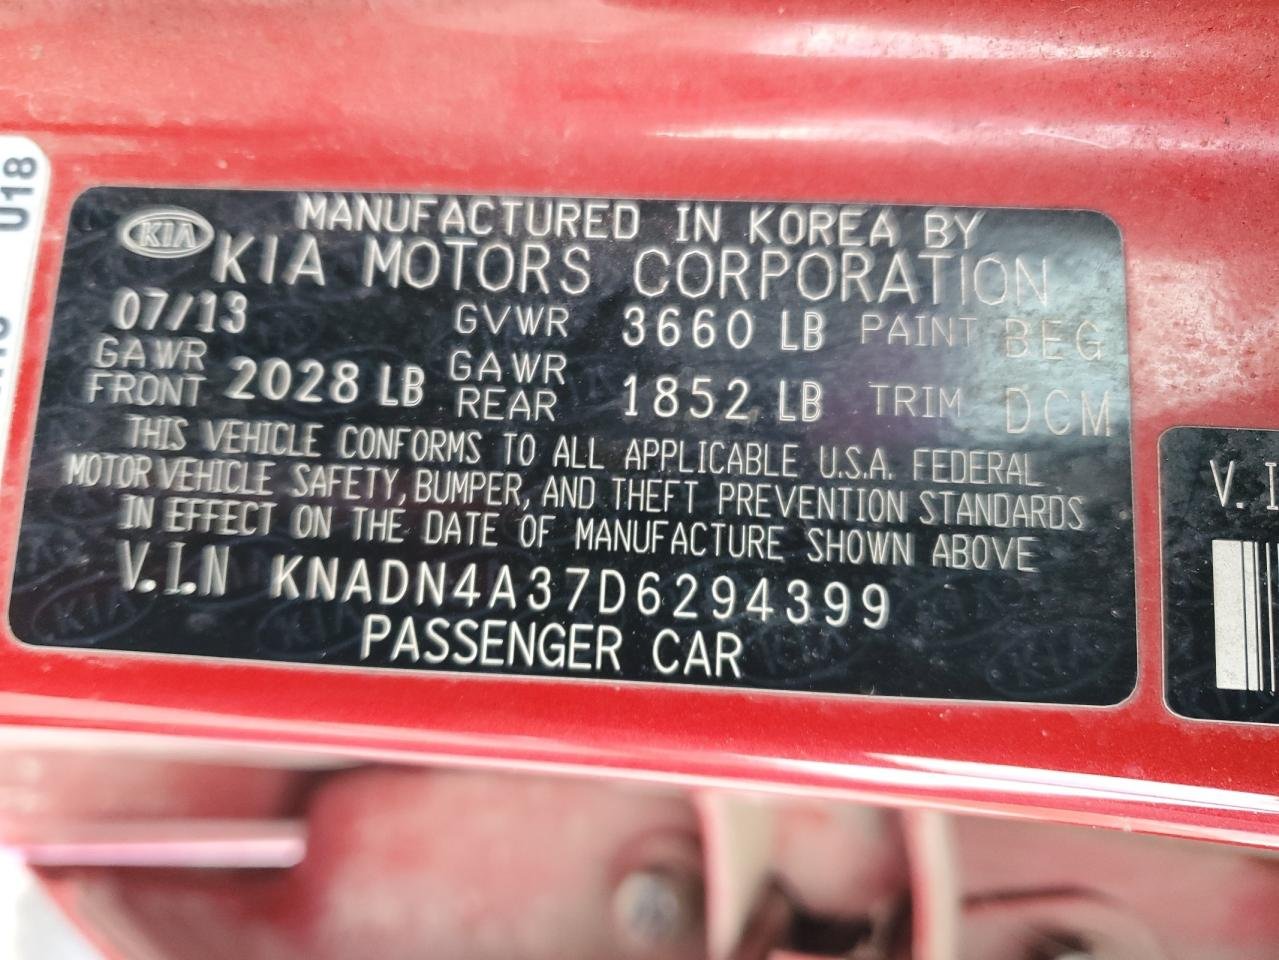 U18
KIA MANUFACTURED IN KOREA BY
KIA MOTORS CORPORATION
07/13 GVWR 3660 LB PAINT BEG
GAWR FRONT 2028 LB GAWR REAR 1852 LB TRIM DCM
THIS VEHICLE CONFORMS TO ALL APPLICABLE U.S.A. FEDERAL
MOTOR VEHICLE SAFETY, BUMPER, AND THEFT PREVENTION STANDARDS
IN EFFECT ON THE DATE OF MANUFACTURE SHOWN ABOVE
V.I.N KNADN4A37D6294399
PASSENGER CAR
V.I